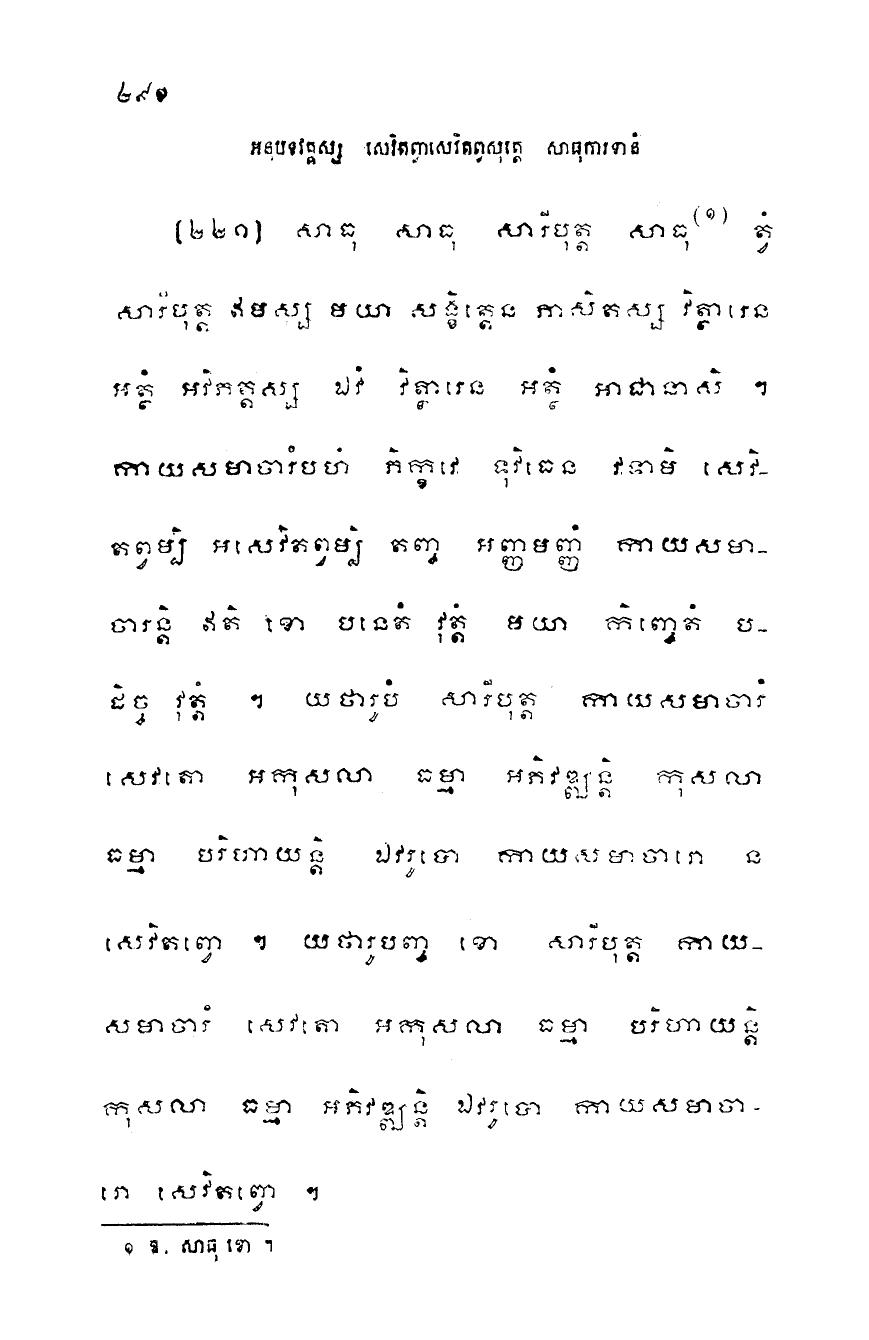 ២៩១
អនុបទវគ្គស្ស សេវិតព្វាសេវិតព្វសុត្តេ សាធុការទានំ
[២២១] សាធុ សាធុ សារីបុត្ត សាធុ(១) ត្វំ
សារីបុត្ត ឥមស្ស មយា សង្ខិត្តេន ភាសិតស្ស វិត្ថារេន
អត្ថំ អវិភត្តស្ស ឯវំ វិត្ថារេន អត្ថំ អាជានាសិ ។
កាយសមាចារំបហំ ភិក្ខវេ ទុវិធេន វទាមិ សេវិ-
តព្វម្បិ អសេវិតព្វម្បិ តញ្ច អញ្ញមញ្ញំ កាយសមា-
ចារន្តិ ឥតិ ខោ បនេតំ វុត្តំ មយា កិញ្ចេតំ ប-
ដិច្ច វុត្តំ ។ យថារូបំ សារីបុត្ត កាយសមាចារំ
សេវតោ អកុសលា ធម្មា អភិវឌ្ឍន្តិ កុសលា
ធម្មា បរិហាយន្តិ ឯវរូបោ កាយសមាចារោ ន
សេវិតព្វោ ។ យថារូបញ្ច ខោ សារីបុត្ត កាយ-
សមាចារំ សេវតោ អកុសលា ធម្មា បរិហាយន្តិ
កុសលា ធម្មា អភិវឌ្ឍន្តិ ឯវរូបោ កាយសមាចា-
រោ សេវិតព្វោ ។
១ ឱ. សាធុ ខោ ។